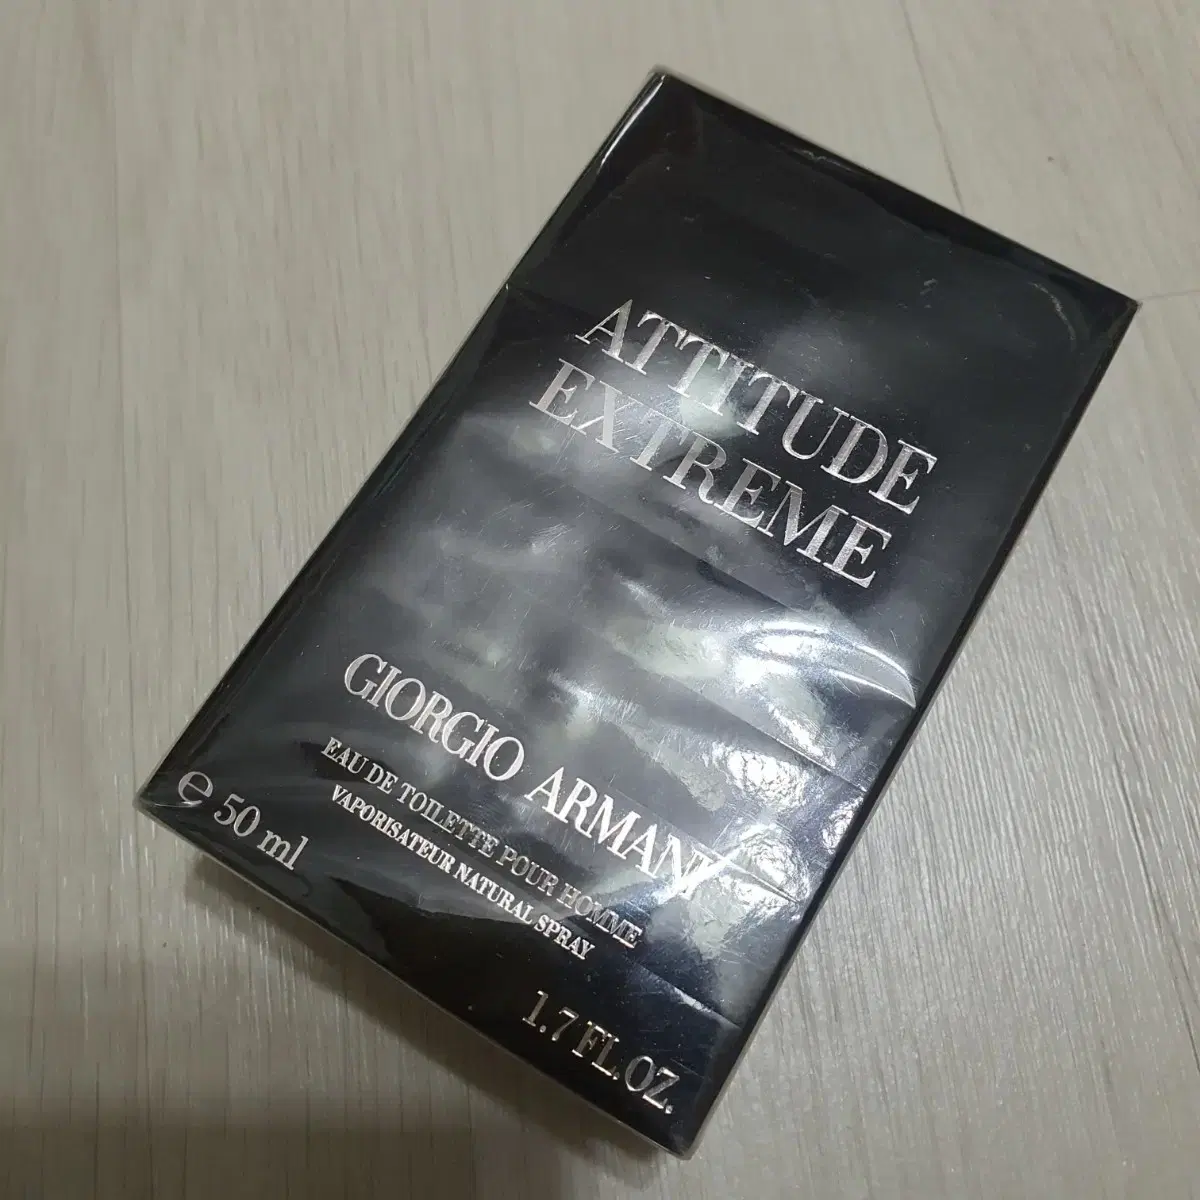 ATTITUDE
EXTREME
GIORGIO ARMANI
EAU DE TOILETTE POUR HOMME
VAPORISATEUR NATURAL SPRAY
℮ 50 ml
1.7 FL.OZ.